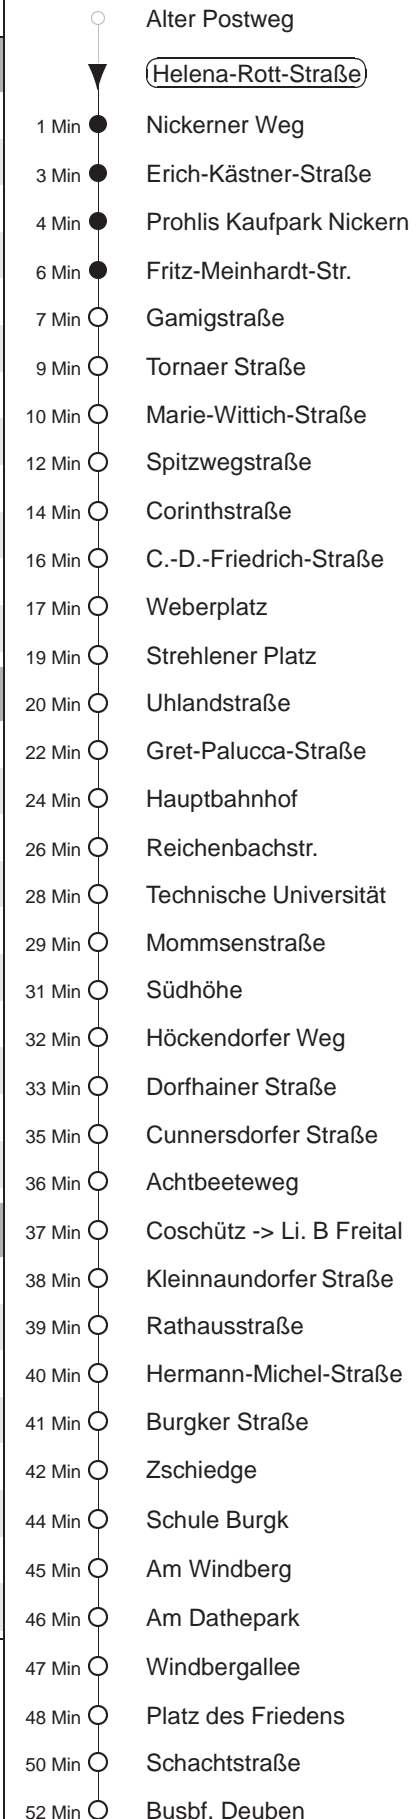 Alter Postweg
Helena-Rott-Straße
1 Min Nickerner Weg
3 Min Erich-Kästner-Straße
4 Min Prohlis Kaufpark Nickern
6 Min Fritz-Meinhardt-Str.
7 Min Gamigstraße
9 Min Tornaer Straße
10 Min Marie-Wittich-Straße
12 Min Spitzwegstraße
14 Min Corinthstraße
16 Min C.-D.-Friedrich-Straße
17 Min Weberplatz
19 Min Strehlener Platz
20 Min Uhlandstraße
22 Min Gret-Palucca-Straße
24 Min Hauptbahnhof
26 Min Reichenbachstr.
28 Min Technische Universität
29 Min Mommsenstraße
31 Min Südhöhe
32 Min Höckendorfer Weg
33 Min Dorfhainer Straße
35 Min Cunnersdorfer Straße
36 Min Achtbeeteweg
37 Min Coschütz -> Li. B Freital
38 Min Kleinnaundorfer Straße
39 Min Rathausstraße
40 Min Hermann-Michel-Straße
41 Min Burgker Straße
42 Min Zschiedge
44 Min Schule Burgk
45 Min Am Windberg
46 Min Am Dathepark
47 Min Windbergallee
48 Min Platz des Friedens
50 Min Schachtstraße
52 Min Busbf. Deuben